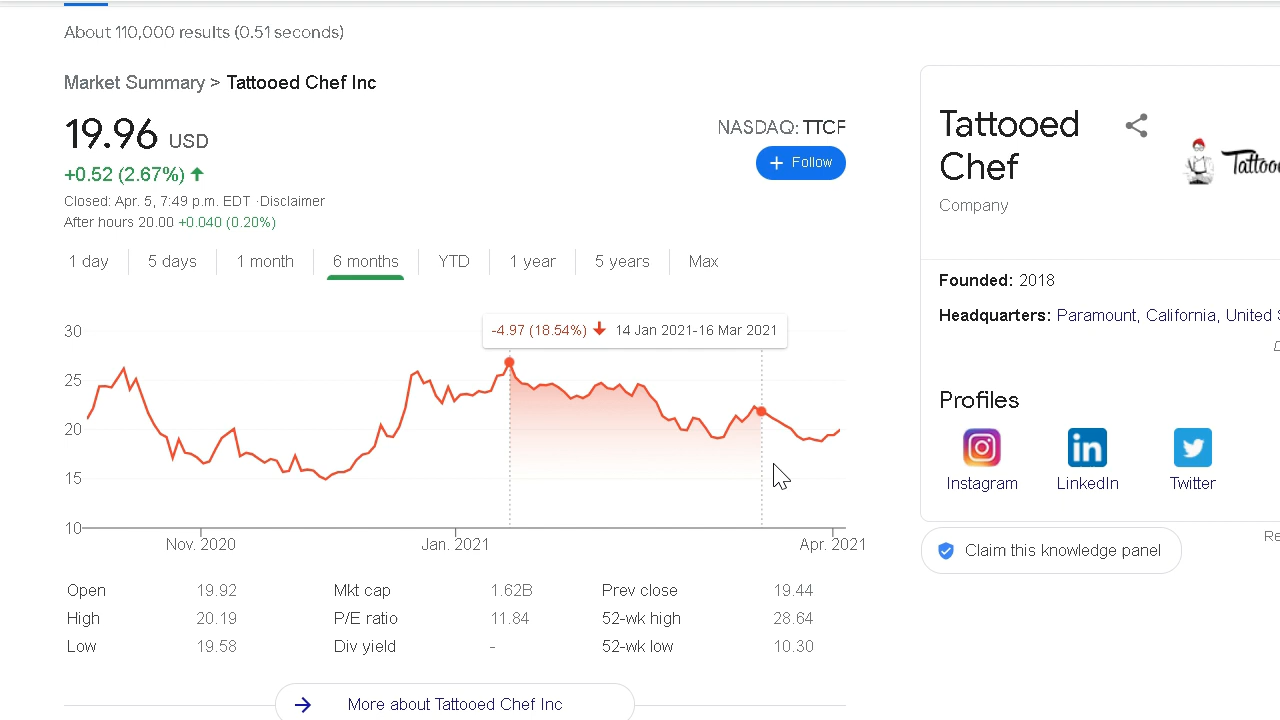 About 110,000 results (0.51 seconds)
Market Summary > Tattooed Chef Inc
19.96 USD
NASDAQ: TTCF
+0.52 (2.67%)
Follow
Closed: Apr. 5, 7:49 p.m. EDT ·Disclaimer
After hours 20.00 +0.040 (0.20%)
1 day 5 days 1 month 6 months YTD 1 year 5 years Max
-4.97 (18.54%) 14 Jan 2021-16 Mar 2021
30
25
20
15
10
Nov. 2020 Jan. 2021 Apr. 2021
Open 19.92 Mkt cap 1.62B Prev close 19.44
High 20.19 P/E ratio 11.84 52-wk high 28.64
Low 19.58 Div yield - 52-wk low 10.30
More about Tattooed Chef Inc
Tattooed
Chef
Company
Founded: 2018
Headquarters: Paramount, California, United
Profiles
Instagram LinkedIn Twitter
Claim this knowledge panel